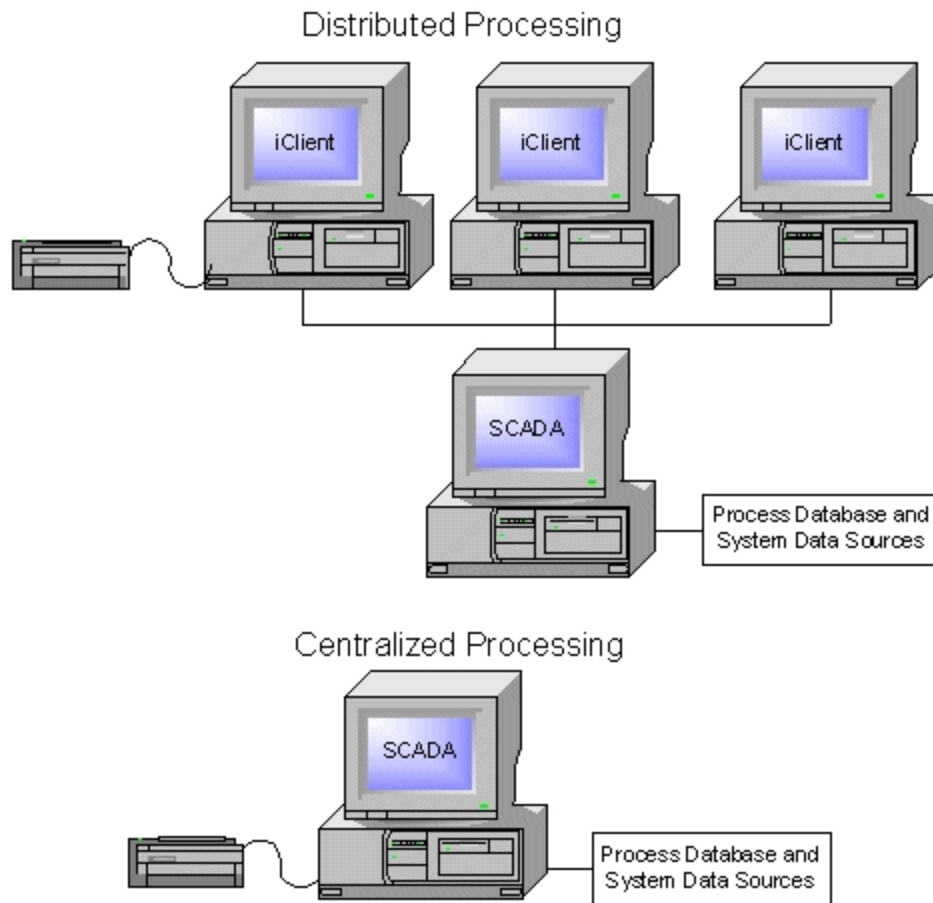 Distributed Processing
iClient
iClient
iClient
SCADA
Process Database and
System Data Sources
Centralized Processing
SCADA
Process Database and
System Data Sources